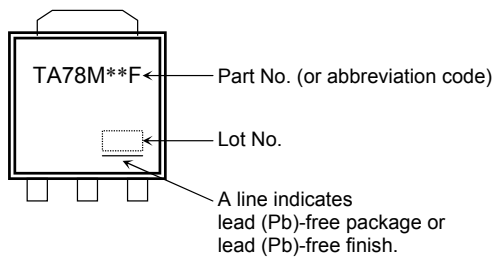 TA78M**F
Part No. (or abbreviation code)
Lot No.
A line indicates
lead (Pb)-free package or
lead (Pb)-free finish.